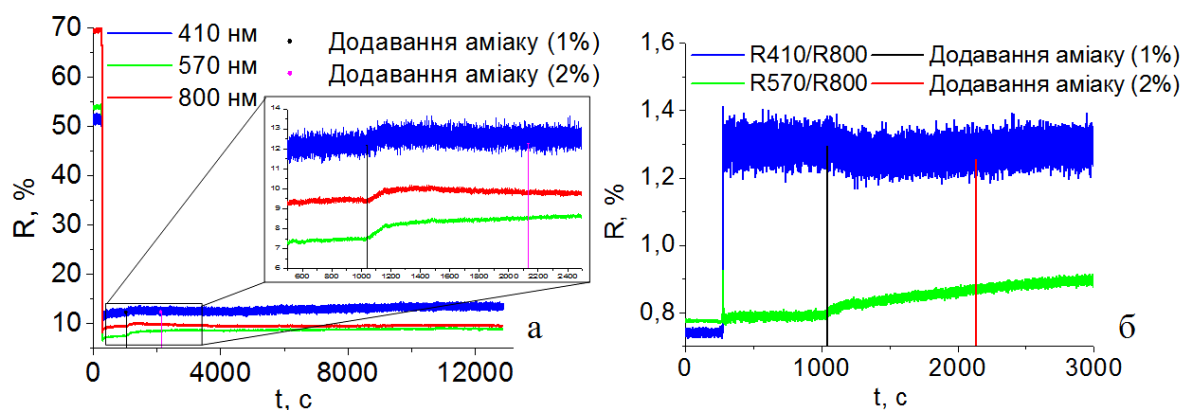 70
60
50
40
30
20
10
R, %
410 нм
570 нм
800 нм
Додавання аміаку (1%)
Додавання аміаку (2%)
14
13
12
11
10
9
8
7
6
600 800 1000 1200 1400 1600 1800 2000 2200 2400
0 4000 8000 12000
t, с
а
1,6
1,4
1,2
1,0
0,8
R, %
R410/R800 Додавання аміаку (1%)
R570/R800 Додавання аміаку (2%)
0 1000 2000 3000
t, с
б